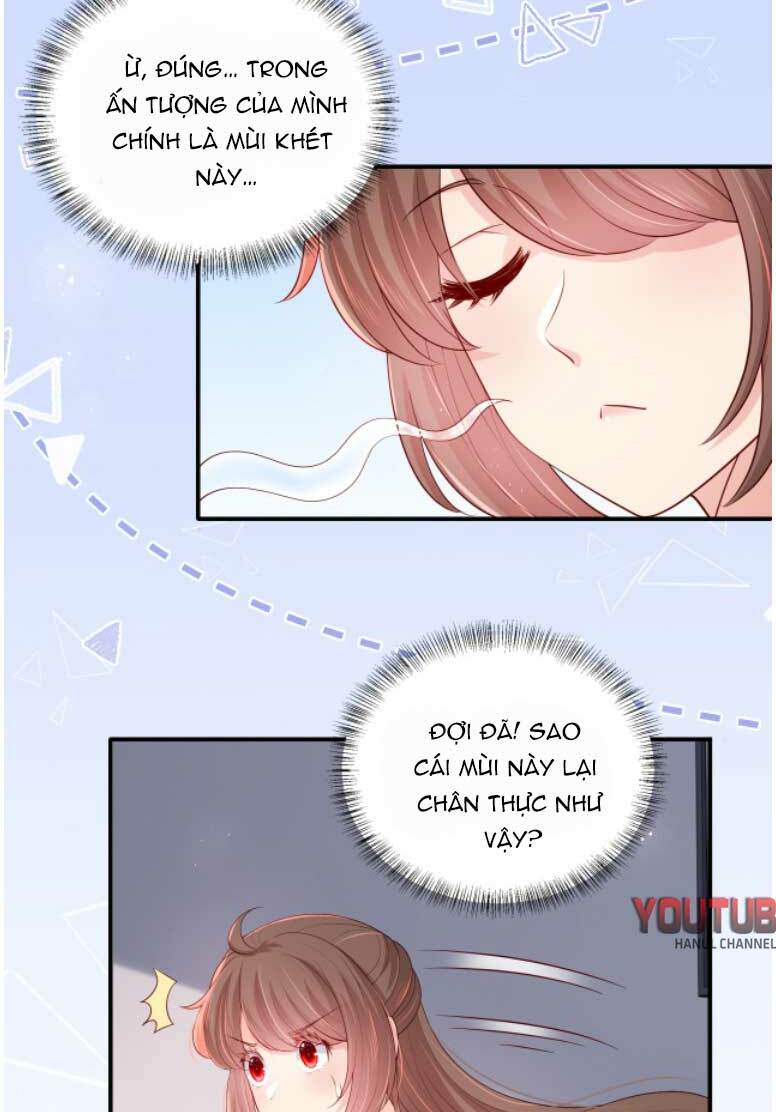 Ừ, ĐÚNG... TRONG
ẤN TƯỢNG CỦA MÌNH
CHÍNH LÀ MÙI KHÉT
NÀY...
ĐỢI ĐÃ! SAO
CÁI MÙI NÀY LẠI
CHÂN THỰC NHƯ
VẬY?
YOUTUB
HANUL CHANNEL